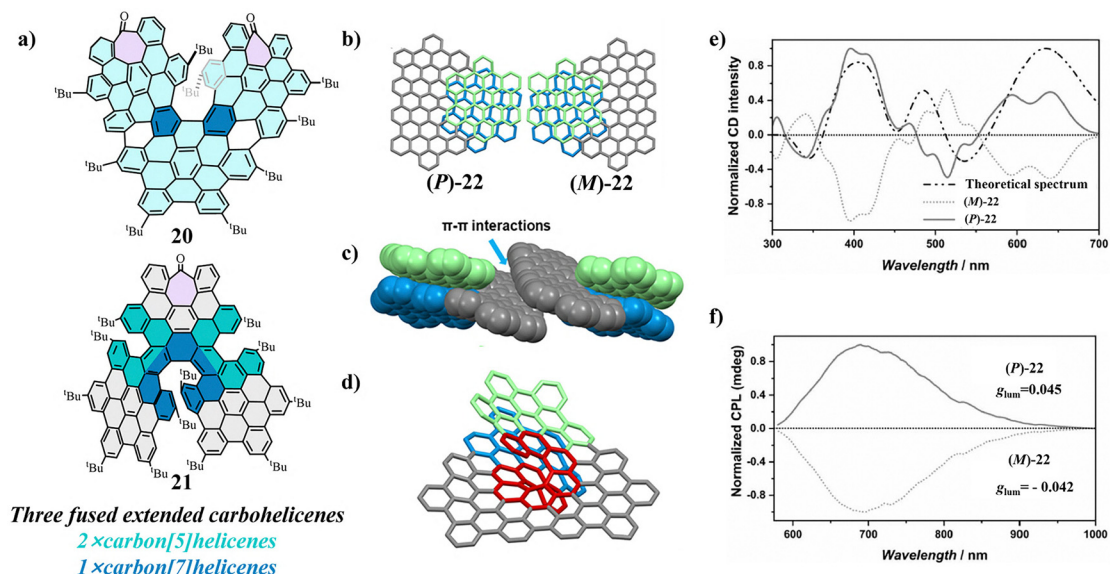 a)
O
O
tBu
tBu
tBu
tBu
tBu
tBu
tBu
tBu
tBu
20
O
tBu
tBu
tBu
tBu
tBu
tBu
tBu
tBu
tBu
tBu
tBu
tBu
21
Three fused extended carbohelicenes
2×carbon[5]helicenes
1×carbon[7]helicenes
b)
(P)-22
(M)-22
π-π interactions
c)
d)
e)
Normalized CD intensity
0.8
0.4
0.0
-0.4
-0.8
Theoretical spectrum
(M)-22
(P)-22
300
400
500
600
700
Wavelength / nm
f)
Normalized CPL (mdeg)
0.8
0.4
0.0
-0.4
-0.8
(P)-22
glum=0.045
(M)-22
glum= - 0.042
600
700
800
900
1000
Wavelength / nm